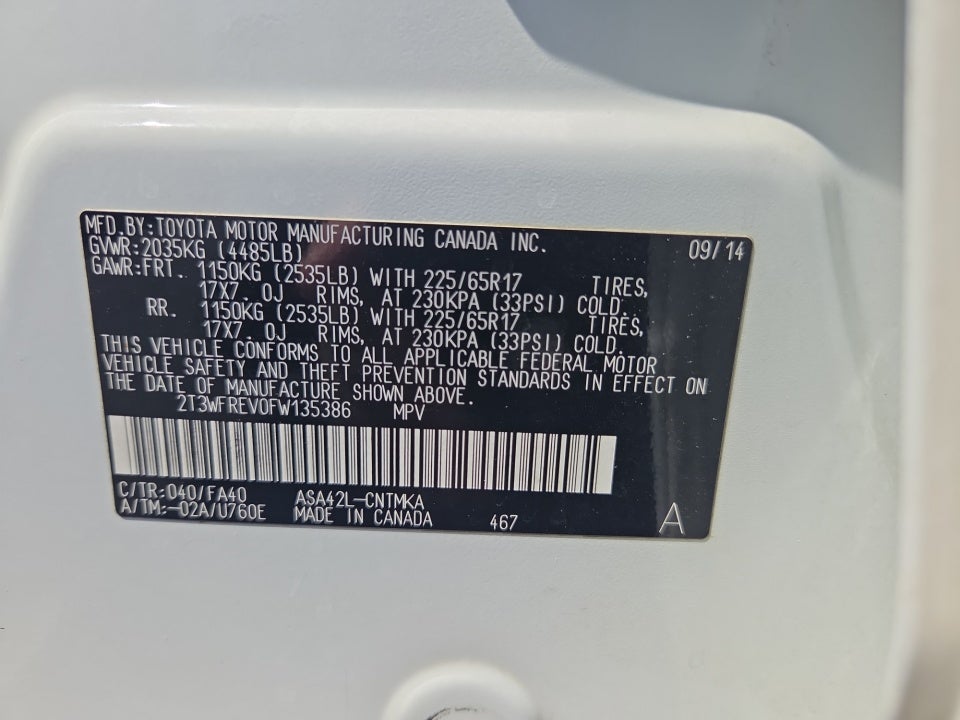 MFD.BY:TOYOTA MOTOR MANUFACTURING CANADA INC. 09/14
GVWR:2035KG (4485LB)
GAWR:FRT. 1150KG (2535LB) WITH 225/65R17 TIRES,
17X7.0J RIMS, AT 230KPA (33PSI) COLD.
RR. 1150KG (2535LB) WITH 225/65R17 TIRES,
17X7.0J RIMS, AT 230KPA (33PSI) COLD.
THIS VEHICLE CONFORMS TO ALL APPLICABLE FEDERAL MOTOR
VEHICLE SAFETY AND THEFT PREVENTION STANDARDS IN EFFECT ON
THE DATE OF MANUFACTURE SHOWN ABOVE.
2T3WFREV0FW135386 MPV
C/TR:040/FA40 ASA42L-CNTMKA
A/TM:-02A/U760E MADE IN CANADA 467 A